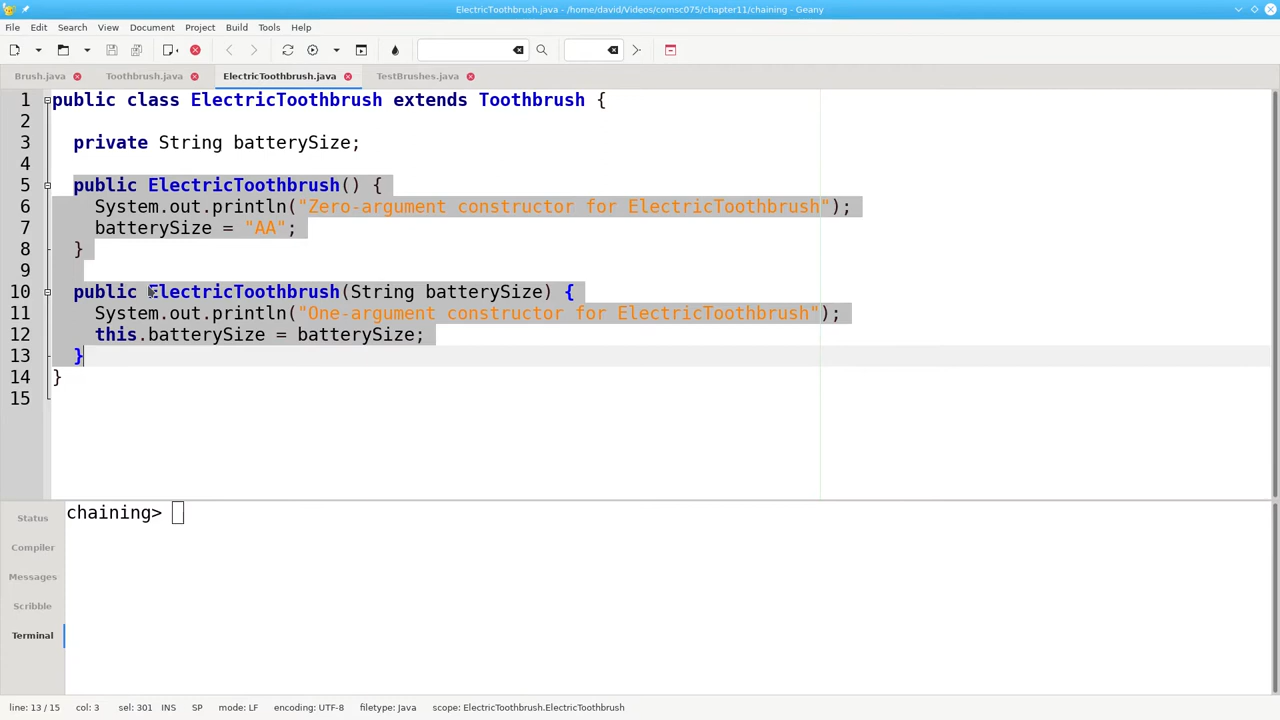 ElectricToothbrush.java - /home/david/Videos/comsc075/chapter11/chaining - Geany
File Edit Search View Document Project Build Tools Help
Brush.java Toothbrush.java ElectricToothbrush.java TestBrushes.java
1 public class ElectricToothbrush extends Toothbrush {
2
3 private String batterySize;
4
5 public ElectricToothbrush() {
6 System.out.println("Zero-argument constructor for ElectricToothbrush");
7 batterySize = "AA";
8 }
9
10 public ElectricToothbrush(String batterySize) {
11 System.out.println("One-argument constructor for ElectricToothbrush");
12 this.batterySize = batterySize;
13 }
14 }
15
chaining>
Status
Compiler
Messages
Scribble
Terminal
line: 13 / 15 col: 3 sel: 301 INS SP mode: LF encoding: UTF-8 filetype: Java scope: ElectricToothbrush.ElectricToothbrush